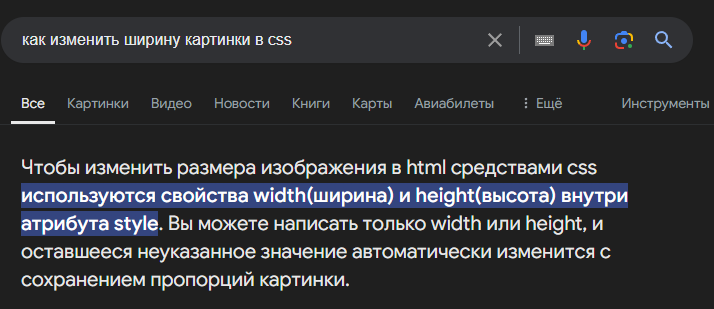 как изменить ширину картинки в css
Все Картинки Видео Новости Книги Карты Авиабилеты Ещё Инструменты
Чтобы изменить размера изображения в html средствами css
используются свойства width(ширина) и height(высота) внутри
атрибута style. Вы можете написать только width или height, и
оставшееся неуказанное значение автоматически изменится с
сохранением пропорций картинки.